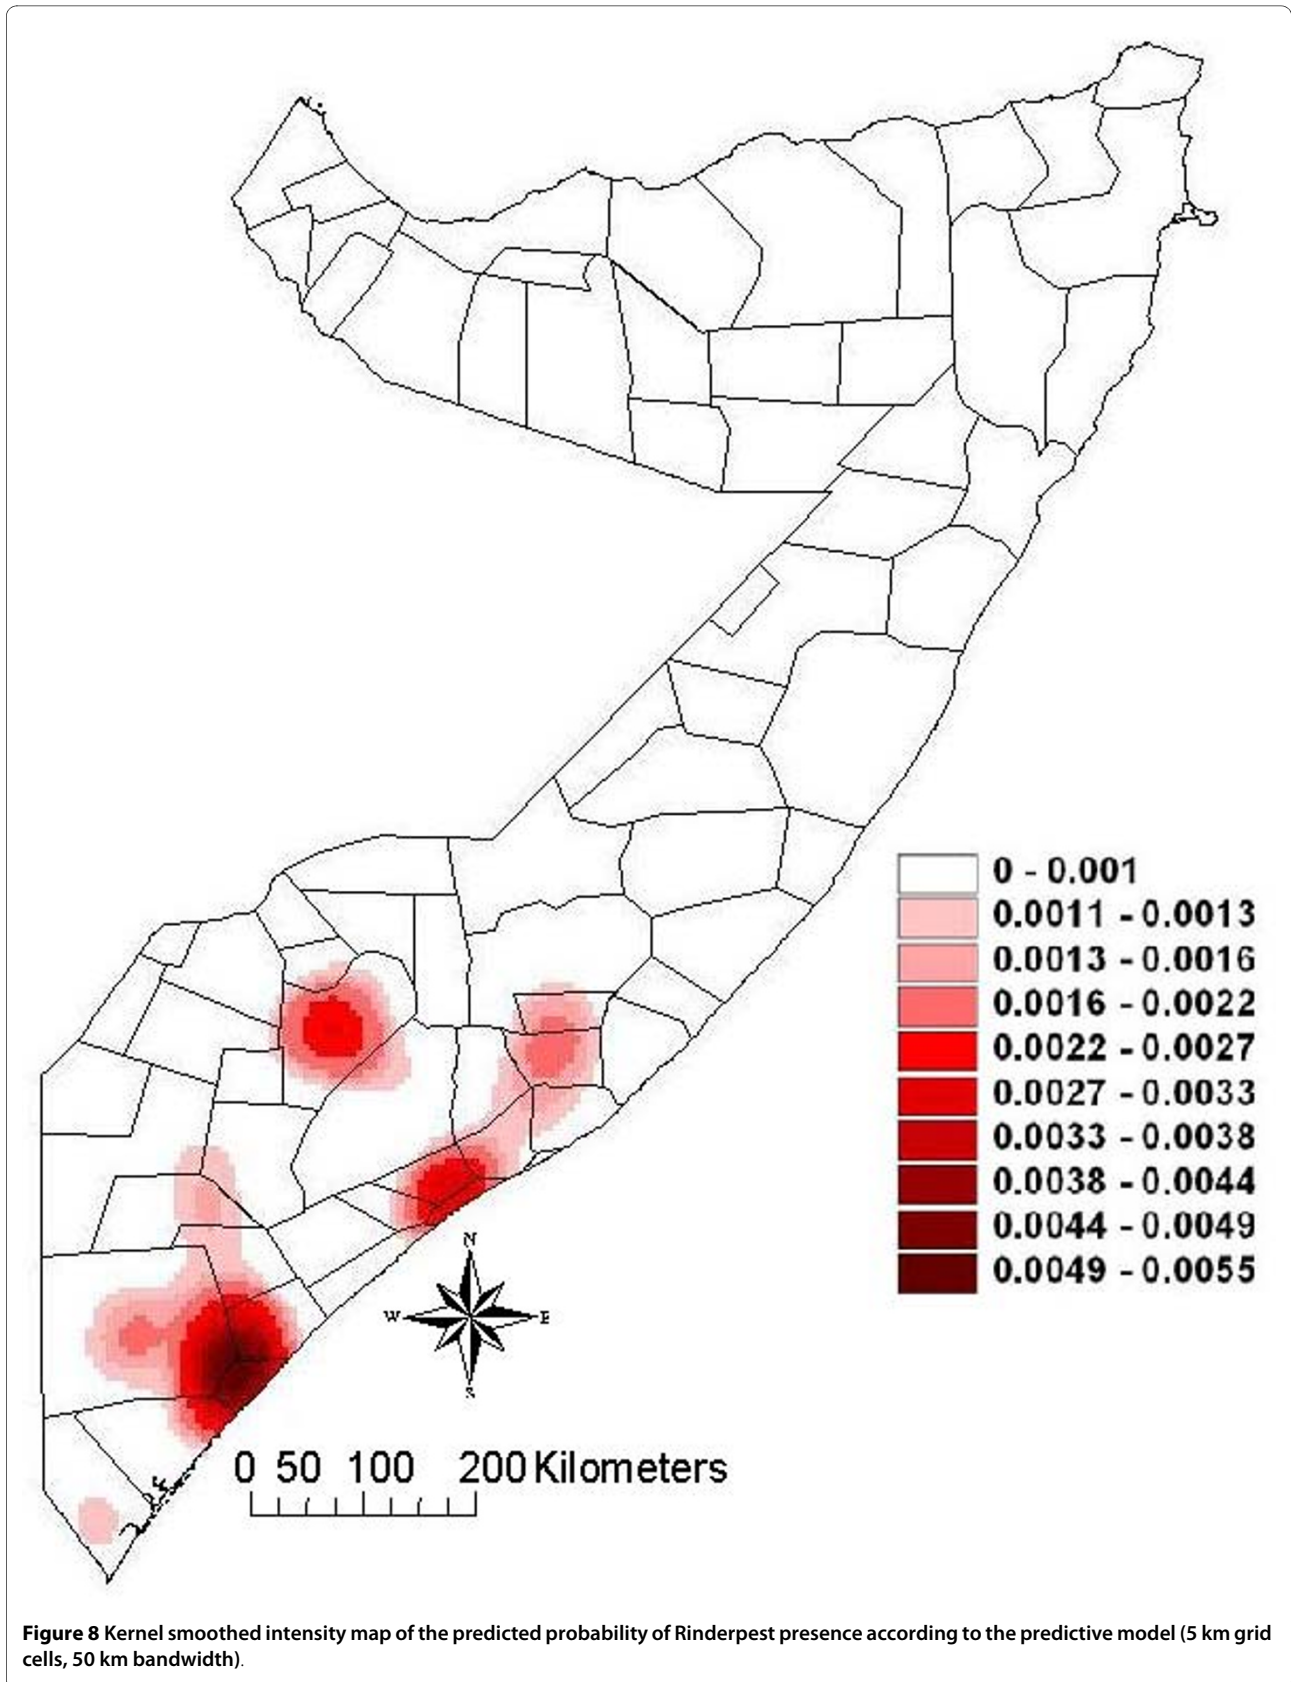 0 - 0.001
0.0011 - 0.0013
0.0013 - 0.0016
0.0016 - 0.0022
0.0022 - 0.0027
0.0027 - 0.0033
0.0033 - 0.0038
0.0038 - 0.0044
0.0044 - 0.0049
0.0049 - 0.0055
N
W E
S
0 50 100 200 Kilometers
Figure 8 Kernel smoothed intensity map of the predicted probability of Rinderpest presence according to the predictive model (5 km grid
cells, 50 km bandwidth).